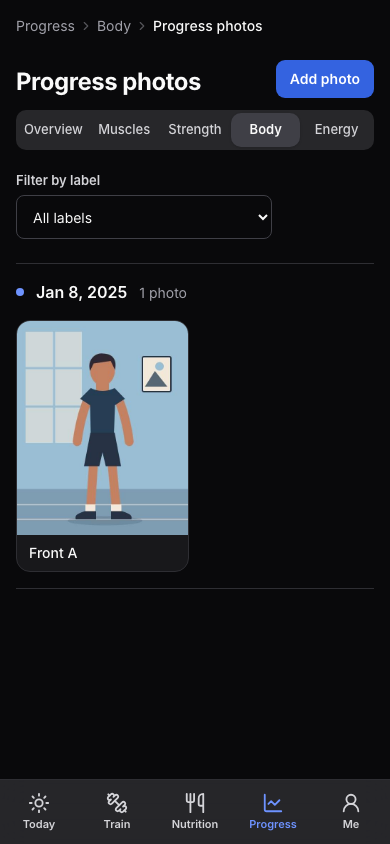 Progress > Body > Progress photos
Progress photos
Add photo
Overview Muscles Strength Body Energy
Filter by label
All labels
Jan 8, 2025 1 photo
Front A
Today Train Nutrition Progress Me